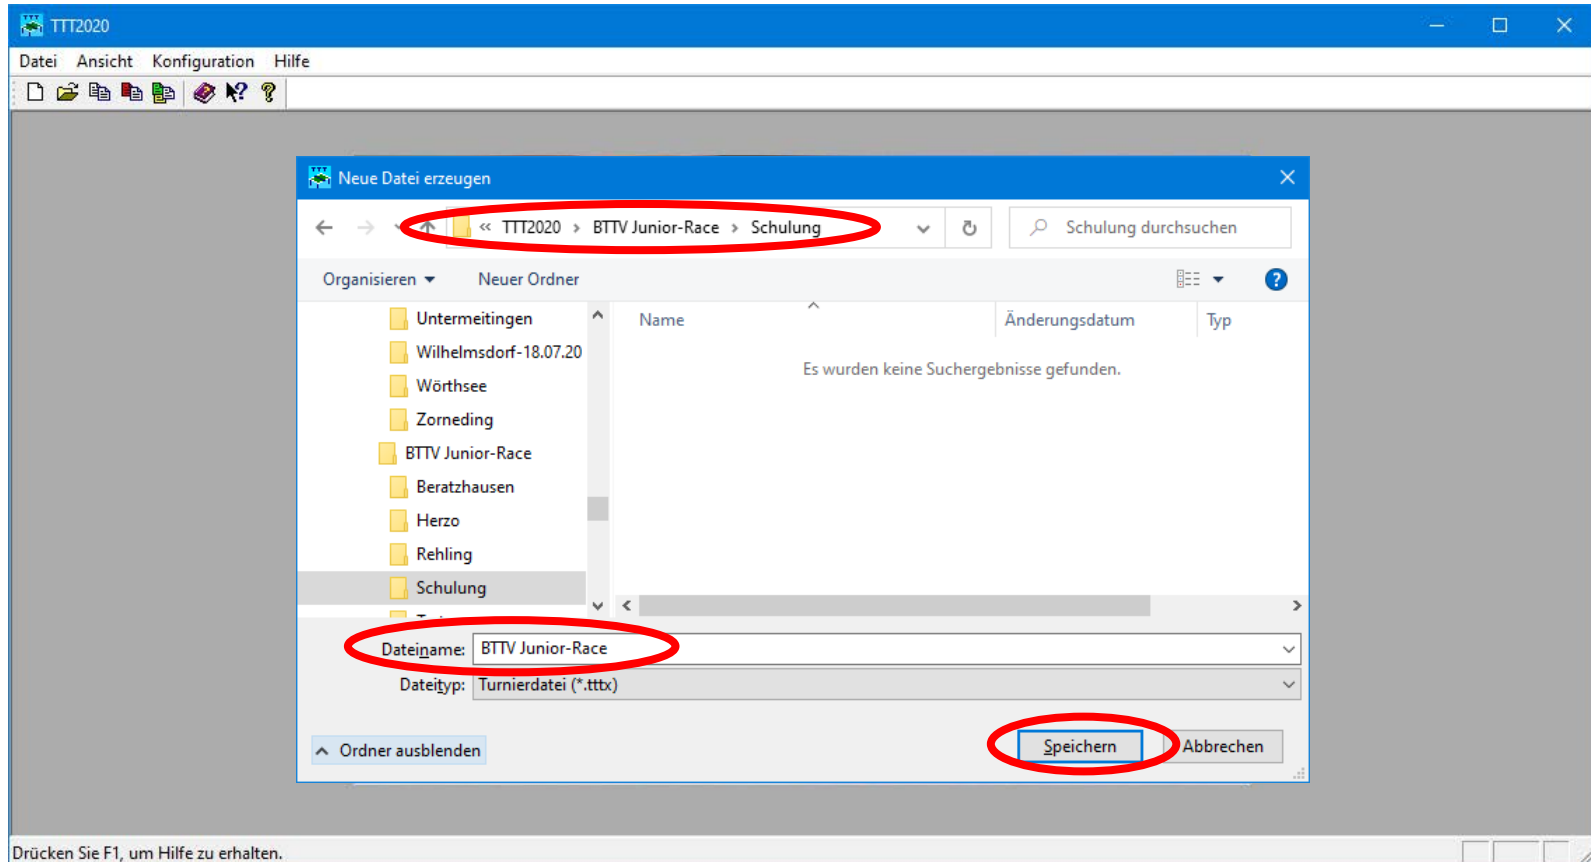 TTT2020
Datei Ansicht Konfiguration Hilfe
Neue Datei erzeugen
« TTT2020 › BTTV Junior-Race › Schulung
Schulung durchsuchen
Organisieren Neuer Ordner
Untermeitingen
Wilhelmsdorf-18.07.20
Wörthsee
Zorneding
BTTV Junior-Race
Beratzhausen
Herzo
Rehling
Schulung
Name Änderungsdatum Typ
Es wurden keine Suchergebnisse gefunden.
Dateiname: BTTV Junior-Race
Dateityp: Turnierdatei (*.tttx)
Ordner ausblenden
Speichern Abbrechen
Drücken Sie F1, um Hilfe zu erhalten.